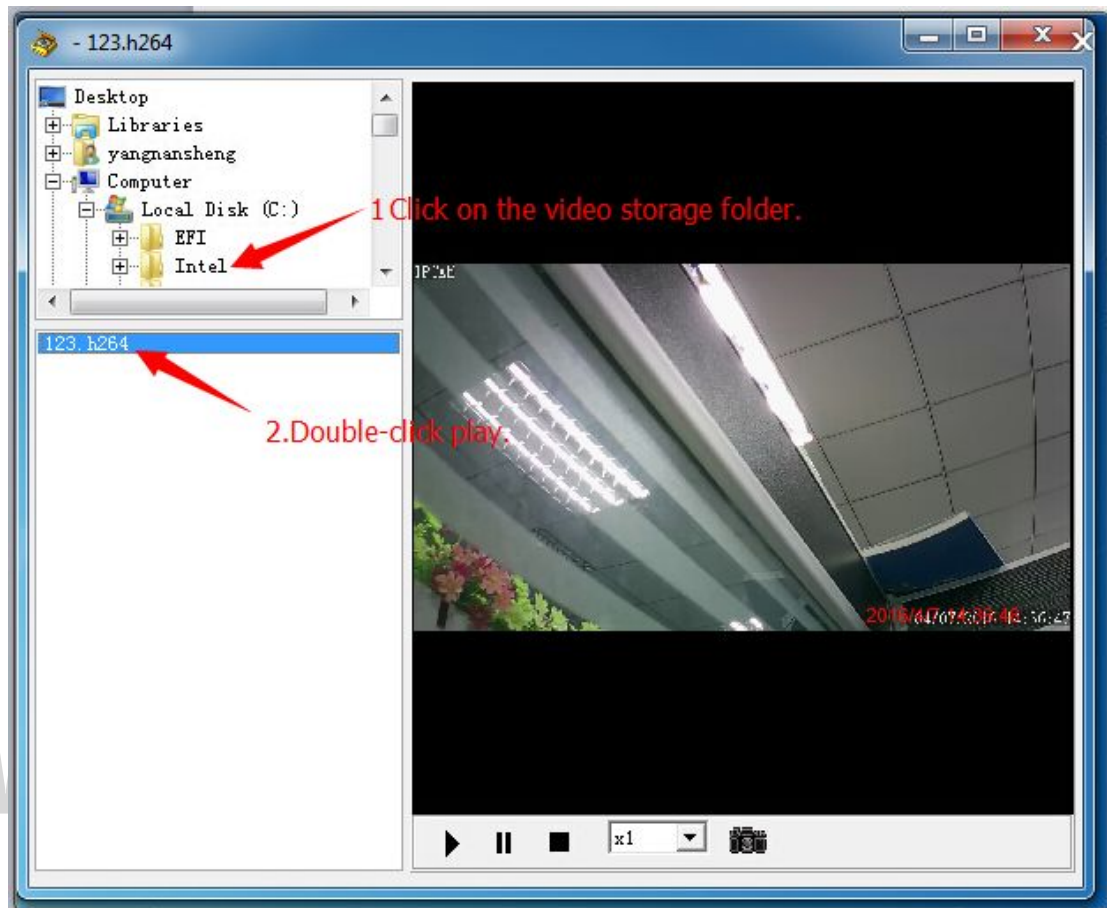 - 123.h264
Desktop
Libraries
yangnansheng
Computer
Local Disk (C:)
EFI
Intel
1 Click on the video storage folder.
123.h264
2.Double-click play.
x1